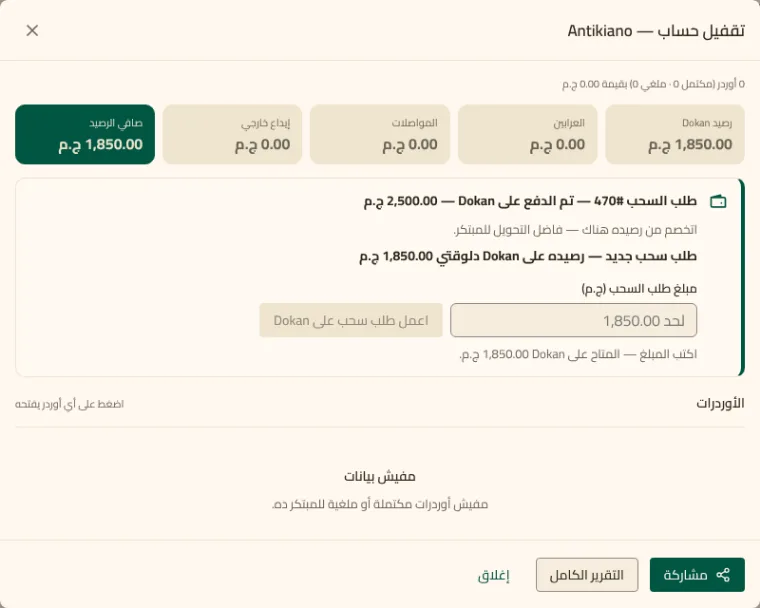 تقفيل حساب — Antikiano
0 أوردر (مكتمل 0 · ملغي 0) بقيمة 0.00 ج.م
رصيد Dokan
1,850.00 ج.م
العرابين
0.00 ج.م
المواصلات
0.00 ج.م
إيداع خارجي
0.00 ج.م
صافي الرصيد
1,850.00 ج.م
طلب السحب #470 — تم الدفع على Dokan — 2,500.00 ج.م
اتخصم من رصيده هناك — فاضل التحويل للمبتكر.
طلب سحب جديد — رصيده على Dokan دلوقتي 1,850.00 ج.م
مبلغ طلب السحب (ج.م)
لحد 1,850.00
اعمل طلب سحب على Dokan
اكتب المبلغ — المتاح على Dokan 1,850.00 ج.م.
الأوردرات
اضغط على أي أوردر يفتحه
مفيش بيانات
مفيش أوردرات مكتملة أو ملغية للمبتكر ده.
مشاركة
التقرير الكامل
إغلاق